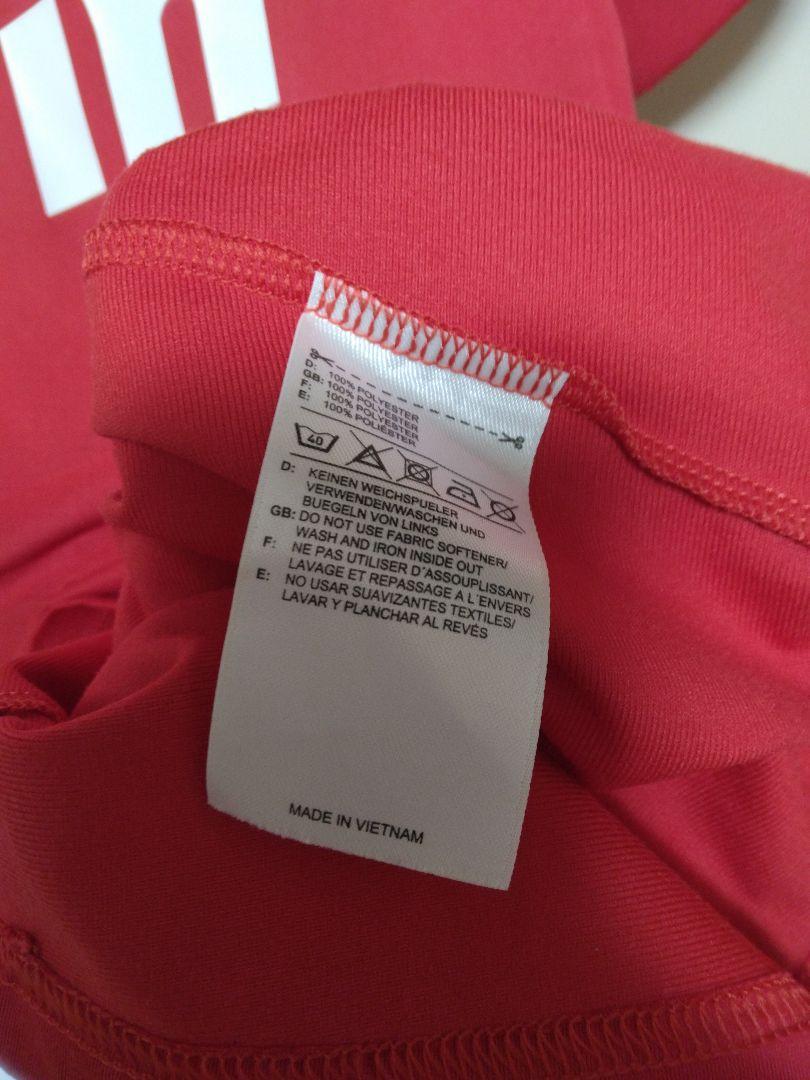 D: 100% POLYESTER
GB: 100% POLYESTER
F: 100% POLYESTER
E: 100% POLIÉSTER
40
D: KEINEN WEICHSPUELER
VERWENDEN/WASCHEN UND
BUEGELN VON LINKS
GB: DO NOT USE FABRIC SOFTENER/
WASH AND IRON INSIDE OUT
F: NE PAS UTILISER D'ASSOUPLISSANT/
LAVAGE ET REPASSAGE A L'ENVERS
E: NO USAR SUAVIZANTES TEXTILES/
LAVAR Y PLANCHAR AL REVÉS
MADE IN VIETNAM